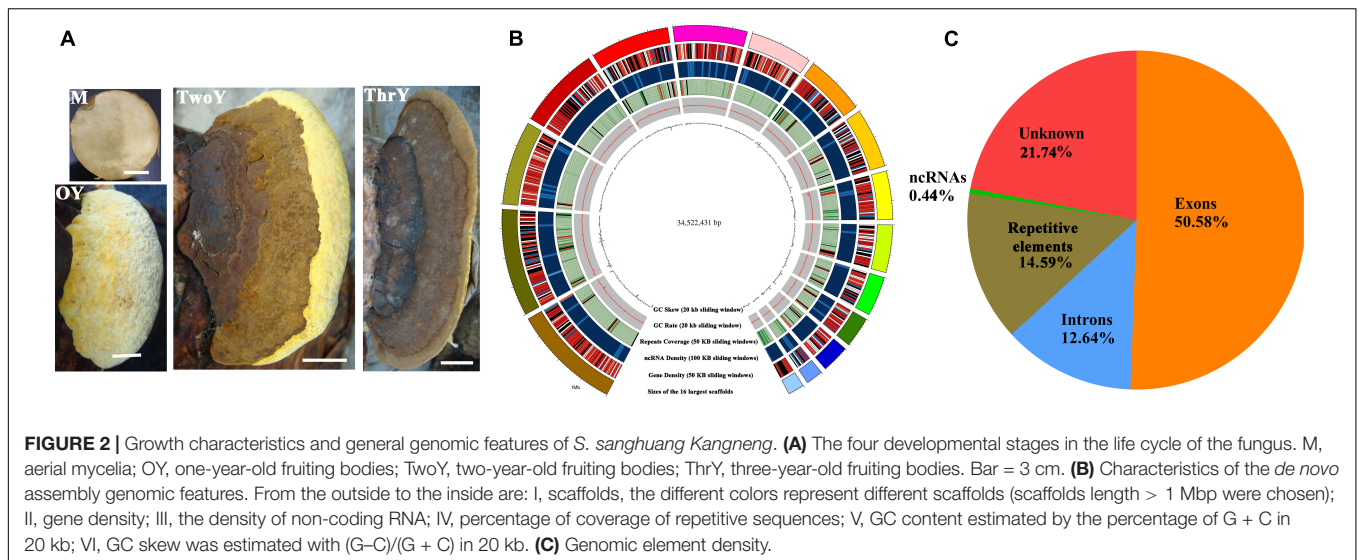 A
B
C
M
TwoY
ThrY
OY
34,522,431 bp
GC Skew (20 kb sliding window)
GC Rate (20 kb sliding window)
Repeats Coverage (50 KB sliding windows)
ncRNA Density (100 KB sliding windows)
Gene Density (50 KB sliding windows)
Sizes of the 16 largest scaffolds
1Mb
Unknown
21.74%
ncRNAs
0.44%
Repetitive
elements
14.59%
Introns
12.64%
Exons
50.58%
FIGURE 2 | Growth characteristics and general genomic features of S. sanghuang Kangneng. (A) The four developmental stages in the life cycle of the fungus. M,
aerial mycelia; OY, one-year-old fruiting bodies; TwoY, two-year-old fruiting bodies; ThrY, three-year-old fruiting bodies. Bar = 3 cm. (B) Characteristics of the de novo
assembly genomic features. From the outside to the inside are: I, scaffolds, the different colors represent different scaffolds (scaffolds length > 1 Mbp were chosen);
II, gene density; III, the density of non-coding RNA; IV, percentage of coverage of repetitive sequences; V, GC content estimated by the percentage of G + C in
20 kb; VI, GC skew was estimated with (G–C)/(G + C) in 20 kb. (C) Genomic element density.